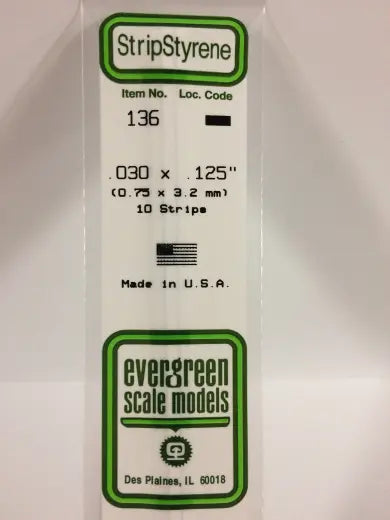 StripStyrene
Item No. Loc. Code
136
.030 x .125"
(0.75 x 3.2 mm)
10 Strips
Made in U.S.A.
evergreen
scale models
Des Plaines, IL 60018